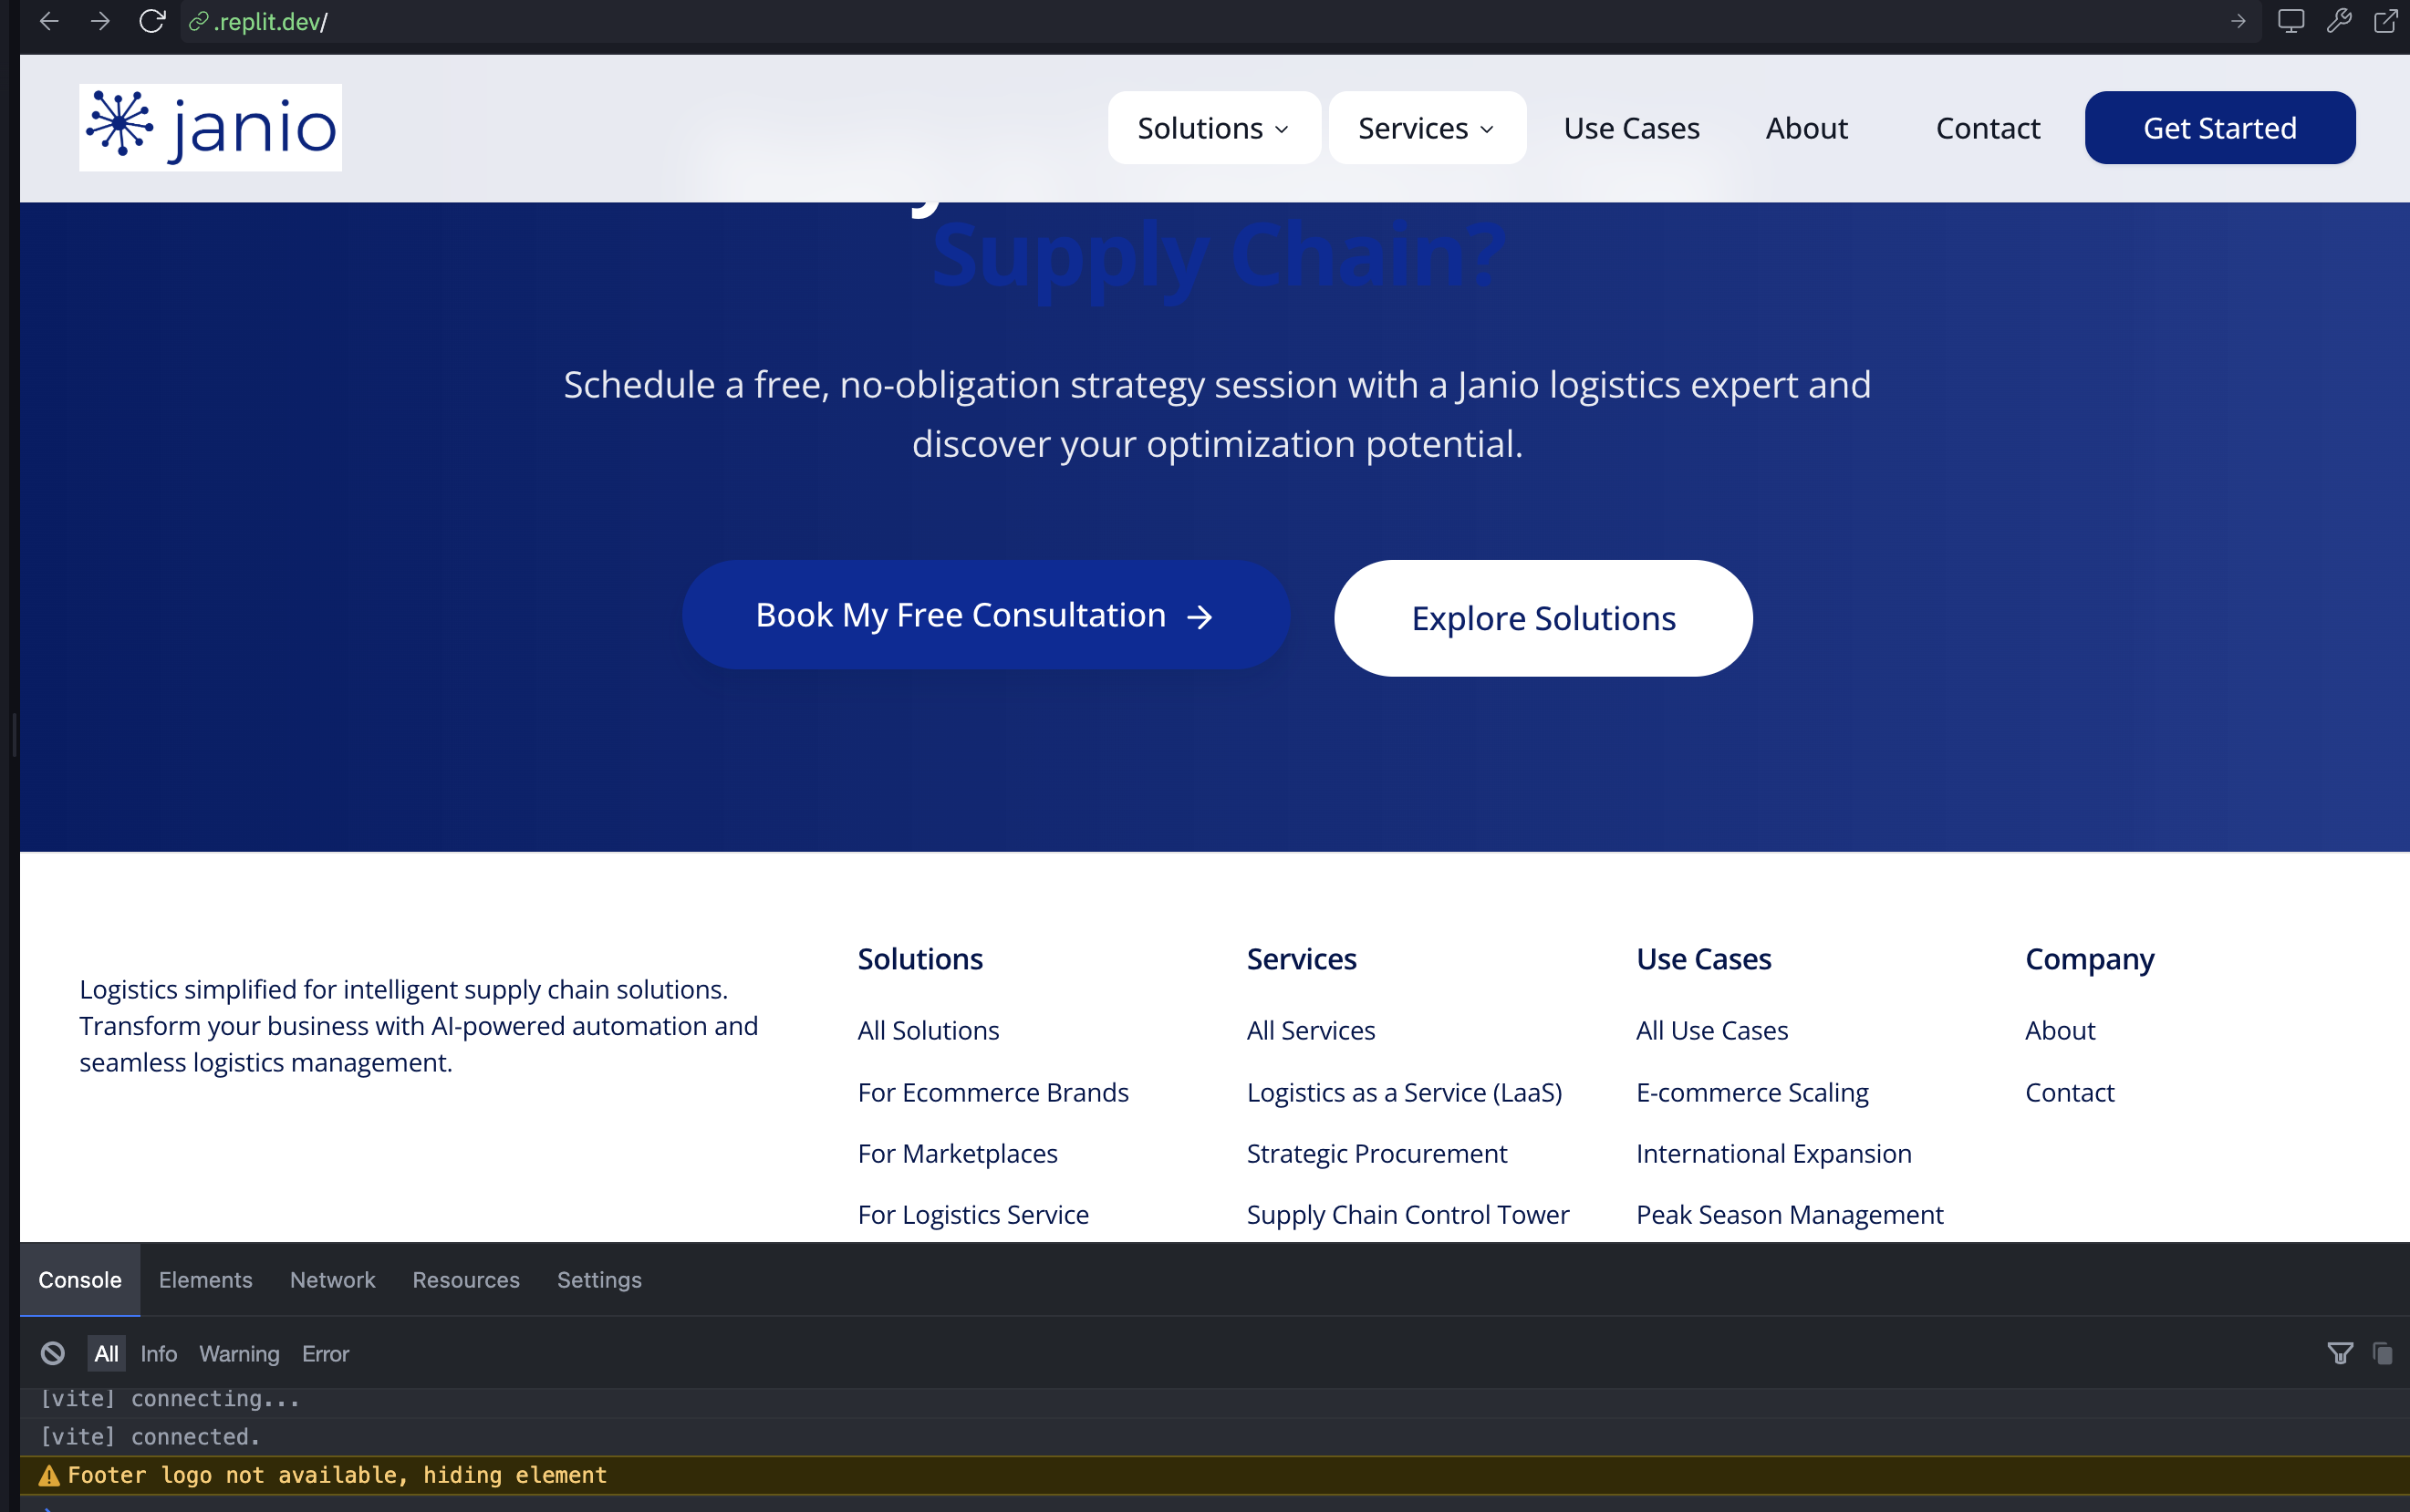 .replit.dev/
janio
Solutions
Services
Use Cases
About
Contact
Get Started
Supply Chain?
Schedule a free, no-obligation strategy session with a Janio logistics expert and
discover your optimization potential.
Book My Free Consultation →
Explore Solutions
Logistics simplified for intelligent supply chain solutions.
Transform your business with AI-powered automation and
seamless logistics management.
Solutions
All Solutions
For Ecommerce Brands
For Marketplaces
For Logistics Service
Services
All Services
Logistics as a Service (LaaS)
Strategic Procurement
Supply Chain Control Tower
Use Cases
All Use Cases
E-commerce Scaling
International Expansion
Peak Season Management
Company
About
Contact
Console
Elements
Network
Resources
Settings
All
Info
Warning
Error
[vite] connecting...
[vite] connected.
Footer logo not available, hiding element